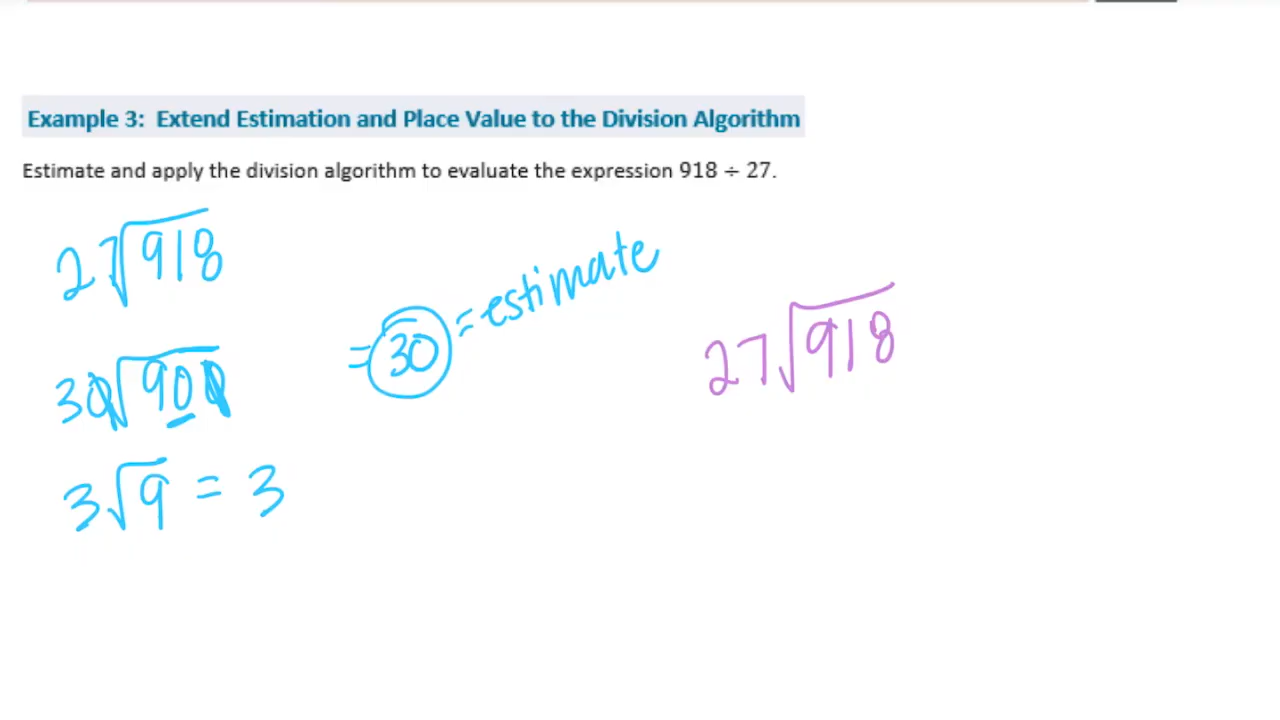 Example 3: Extend Estimation and Place Value to the Division Algorithm
Estimate and apply the division algorithm to evaluate the expression 918 ÷ 27.
27√918
30√900
= 30 = estimate
3√9 = 3
27√918